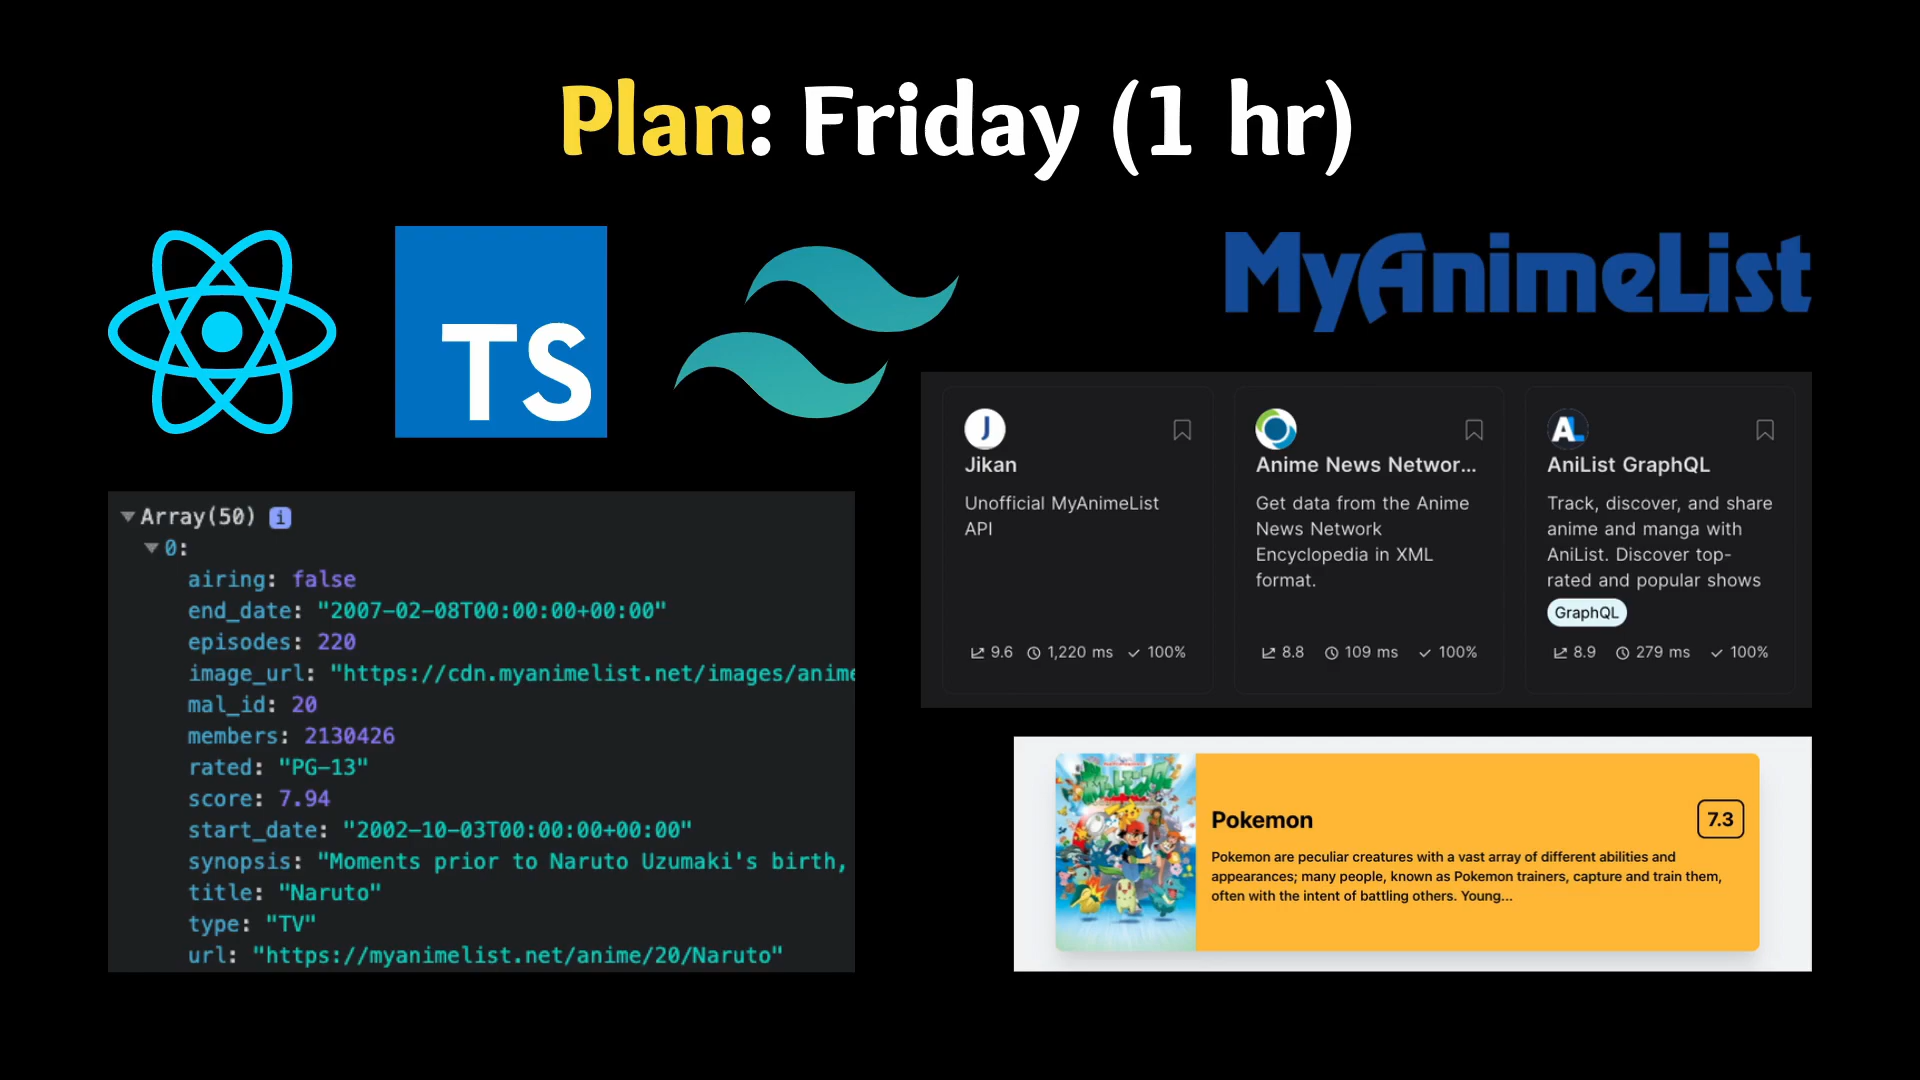 Plan: Friday (1 hr)
TS
MyAnimeList
Array(50) i
0:
airing: false
end_date: "2007-02-08T00:00:00+00:00"
episodes: 220
image_url: "https://cdn.myanimelist.net/images/anime
mal_id: 20
members: 2130426
rated: "PG-13"
score: 7.94
start_date: "2002-10-03T00:00:00+00:00"
synopsis: "Moments prior to Naruto Uzumaki's birth,
title: "Naruto"
type: "TV"
url: "https://myanimelist.net/anime/20/Naruto"
J
Jikan
Unofficial MyAnimeList
API
9.6 1,220 ms 100%
Anime News Networ...
Get data from the Anime
News Network
Encyclopedia in XML
format.
8.8 109 ms 100%
AL
AniList GraphQL
Track, discover, and share
anime and manga with
AniList. Discover top-
rated and popular shows
GraphQL
8.9 279 ms 100%
Pokemon
7.3
Pokemon are peculiar creatures with a vast array of different abilities and
appearances; many people, known as Pokemon trainers, capture and train them,
often with the intent of battling others. Young...